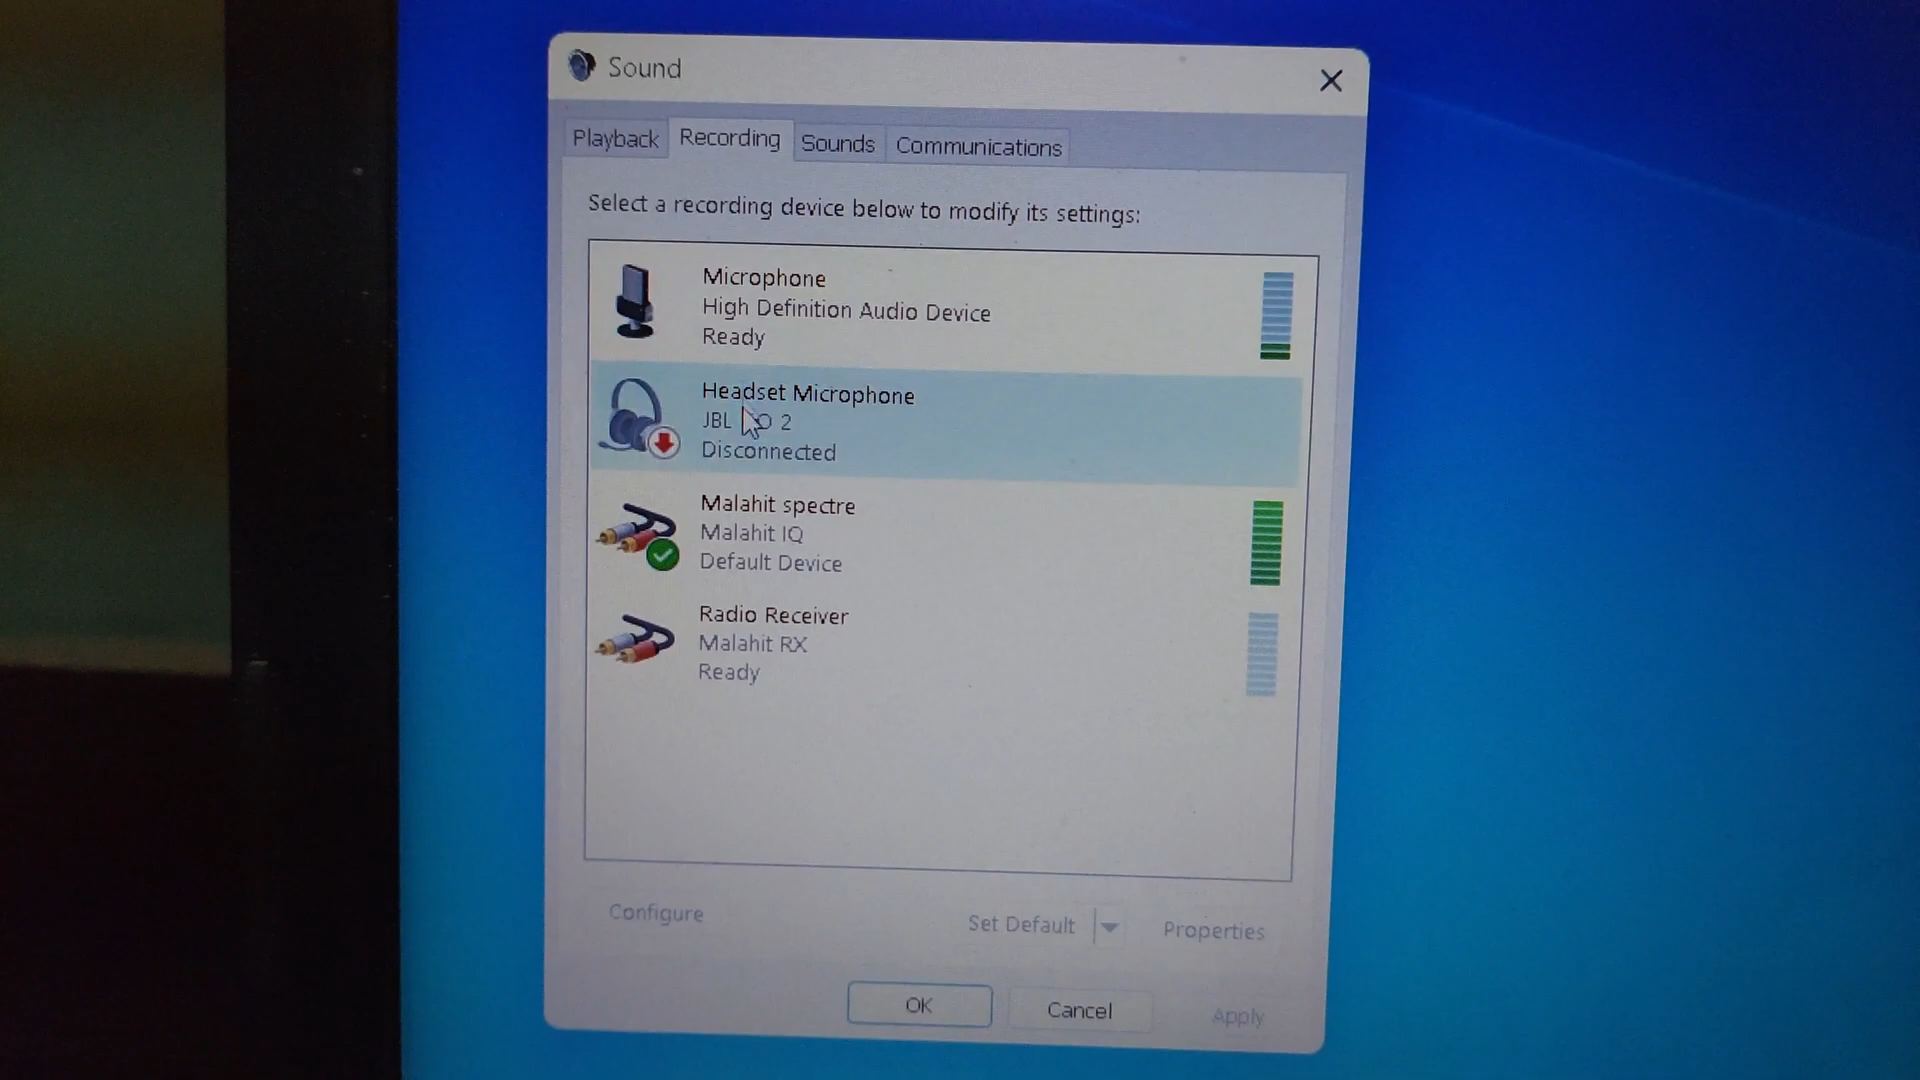 Sound
Playback
Recording
Sounds
Communications
Select a recording device below to modify its settings:
Microphone
High Definition Audio Device
Ready
Headset Microphone
JBL 2
Disconnected
Malahit spectre
Malahit IQ
Default Device
Radio Receiver
Malahit RX
Ready
Configure
Set Default
Properties
OK
Cancel
Apply